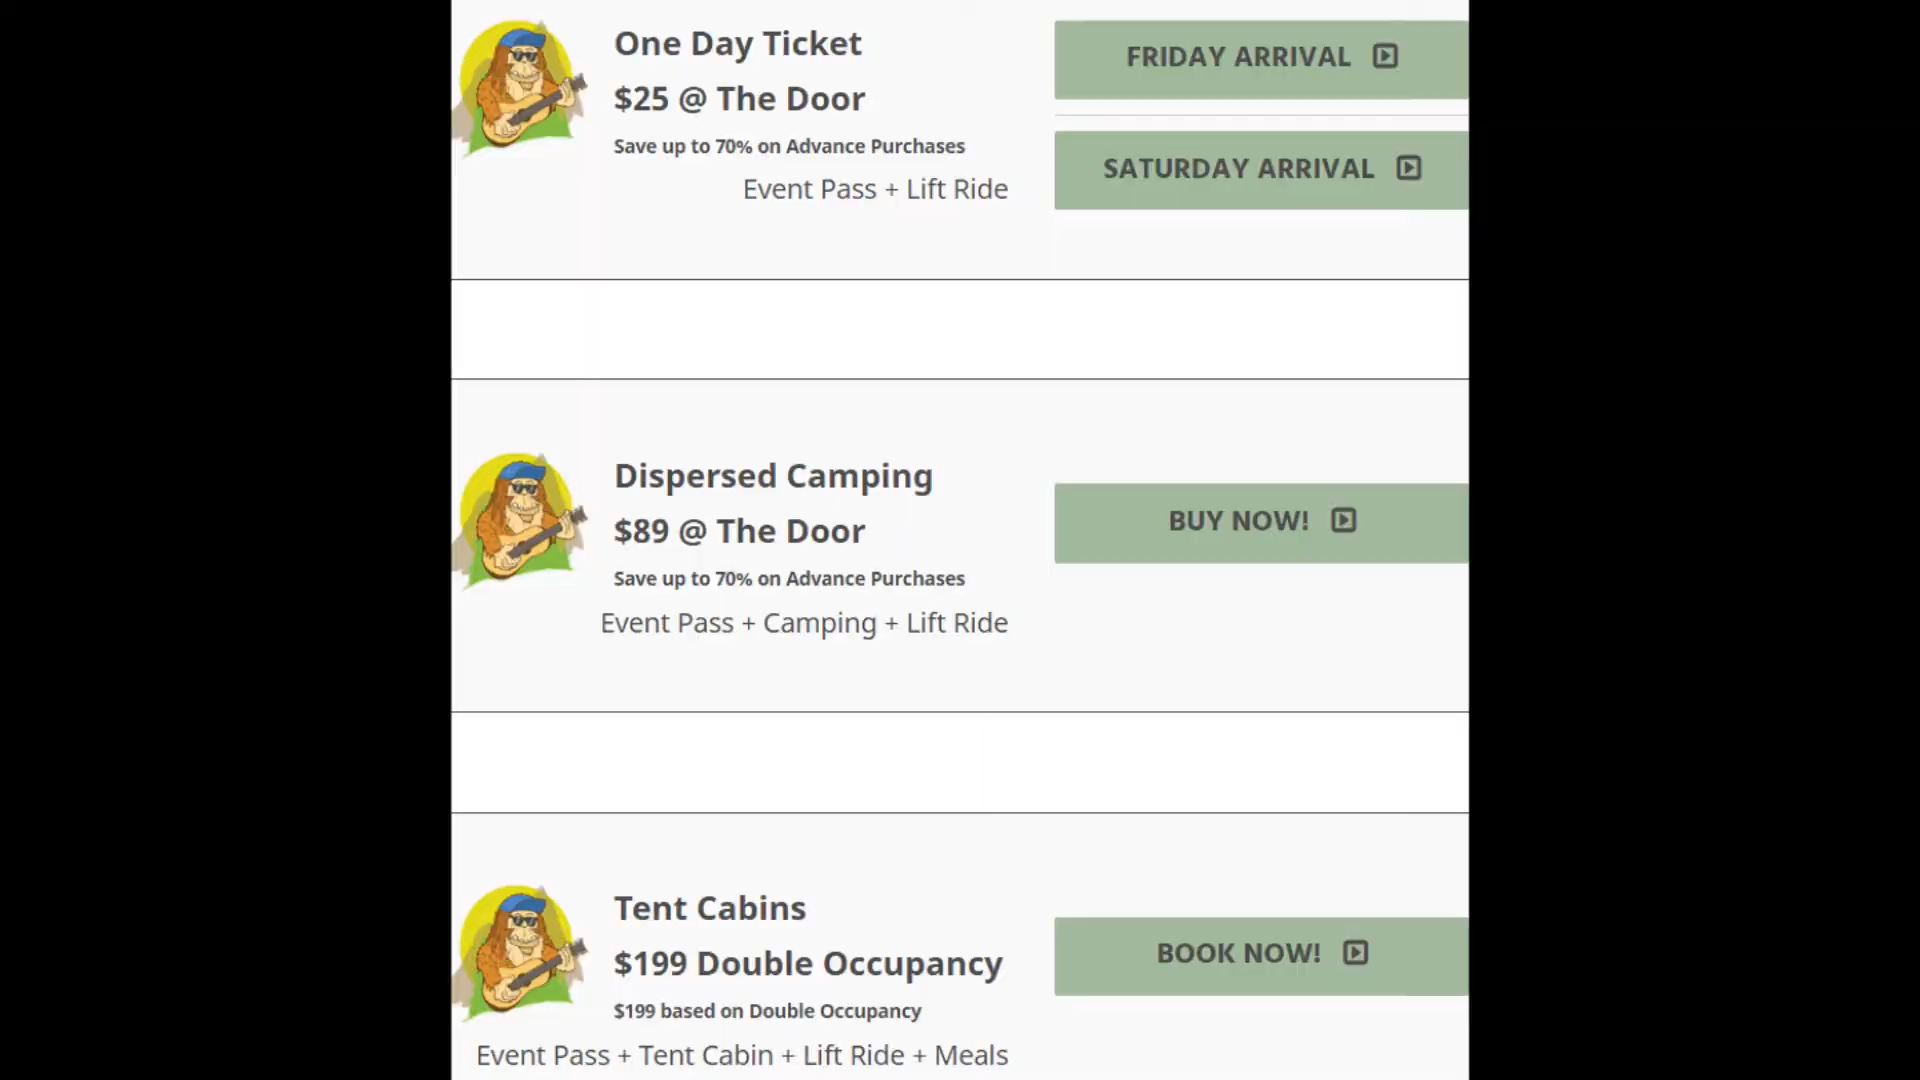 One Day Ticket
$25 @ The Door
Save up to 70% on Advance Purchases
Event Pass + Lift Ride
FRIDAY ARRIVAL
SATURDAY ARRIVAL
Dispersed Camping
$89 @ The Door
Save up to 70% on Advance Purchases
Event Pass + Camping + Lift Ride
BUY NOW!
Tent Cabins
$199 Double Occupancy
$199 based on Double Occupancy
Event Pass + Tent Cabin + Lift Ride + Meals
BOOK NOW!